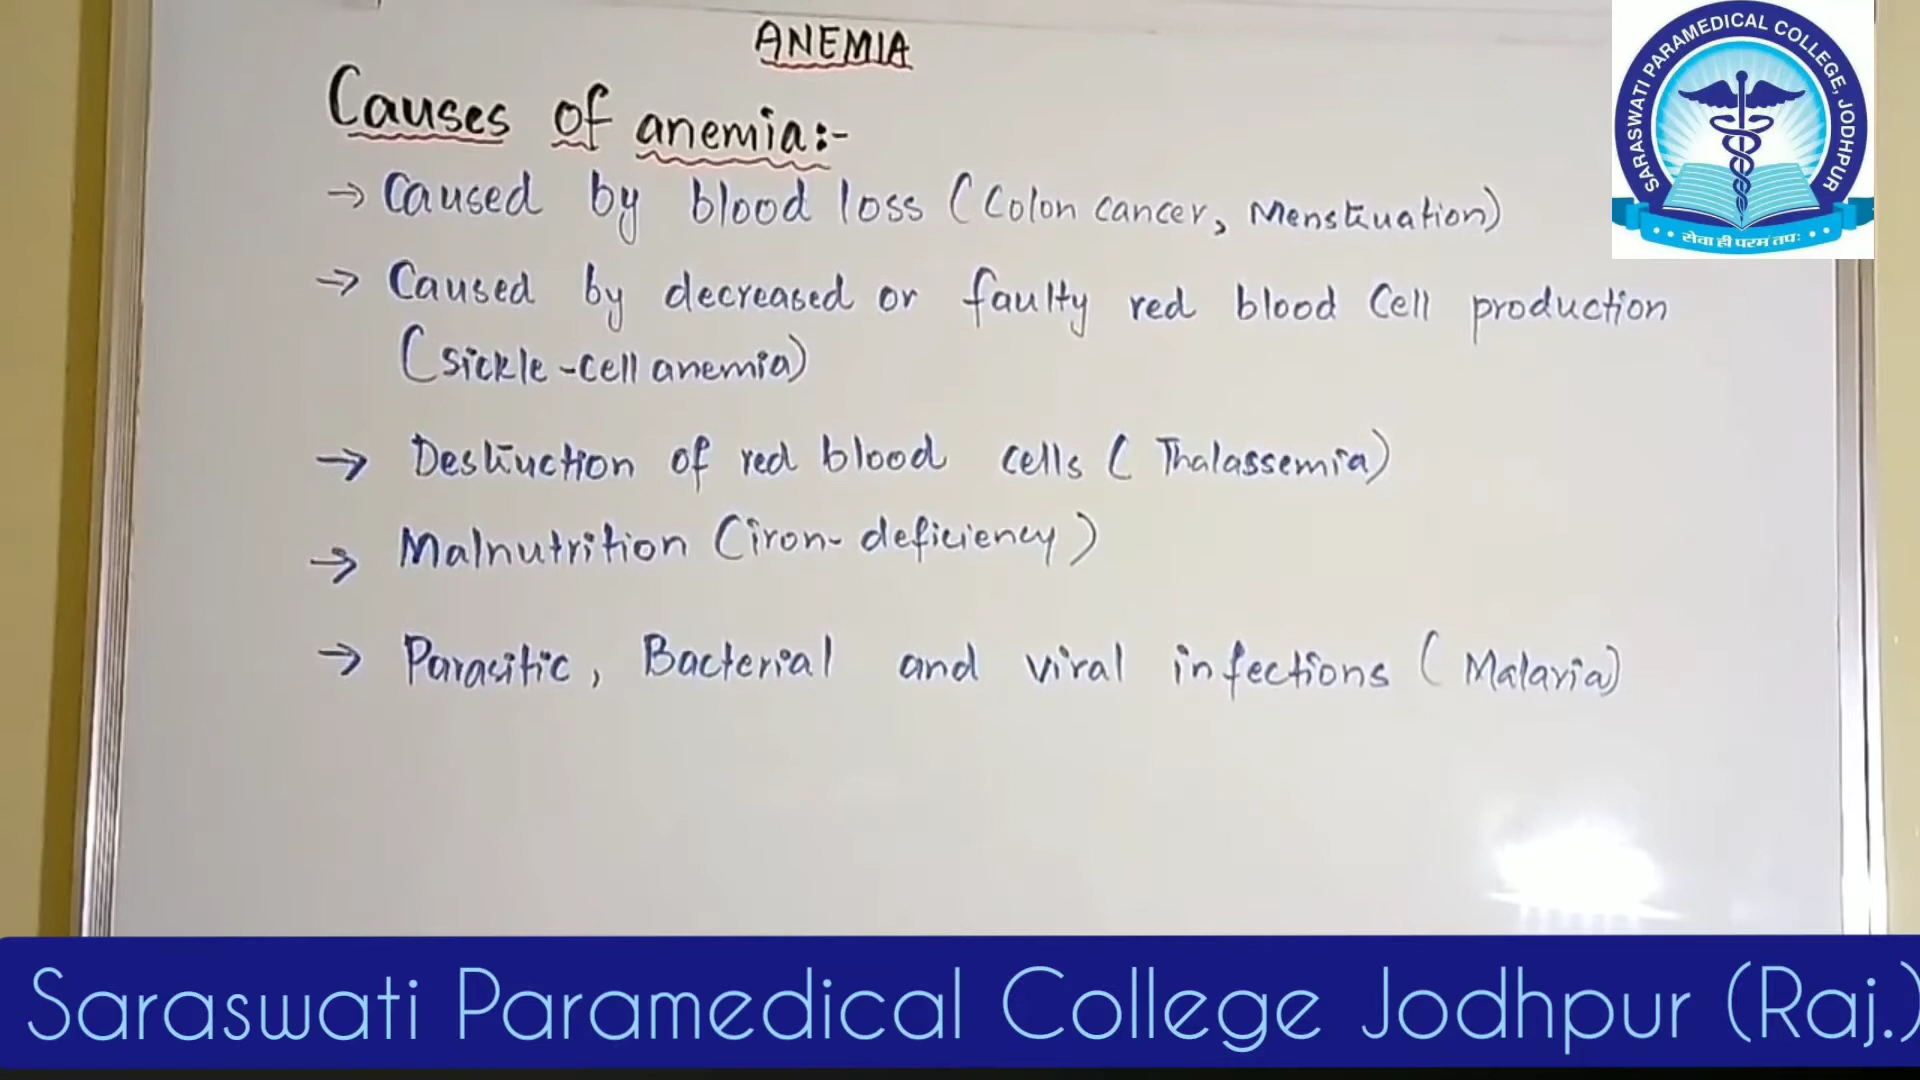 ANEMIA
Causes of anemia:-
→ Caused by blood loss (Colon cancer, Menstruation)
→ Caused by decreased or faulty red blood Cell production
(Sickle-cell anemia)
→ Destruction of red blood cells (Thalassemia)
→ Malnutrition (iron-deficiency)
→ Parasitic, Bacterial and viral infections (Malaria)
SARASWATI PARAMEDICAL COLLEGE, JODHPUR
सेवा ही परमं तपः
Saraswati Paramedical College Jodhpur (Raj.)